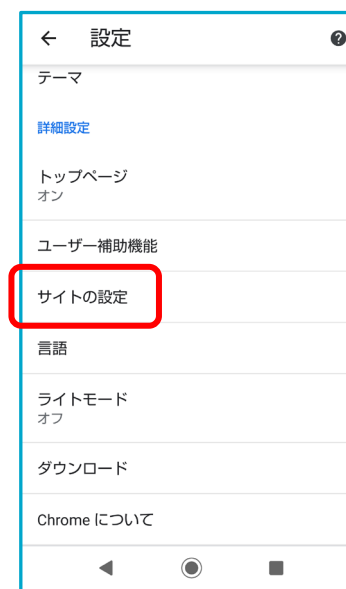 設定
テーマ
詳細設定
トップページ
オン
ユーザー補助機能
サイトの設定
言語
ライトモード
オフ
ダウンロード
Chrome について